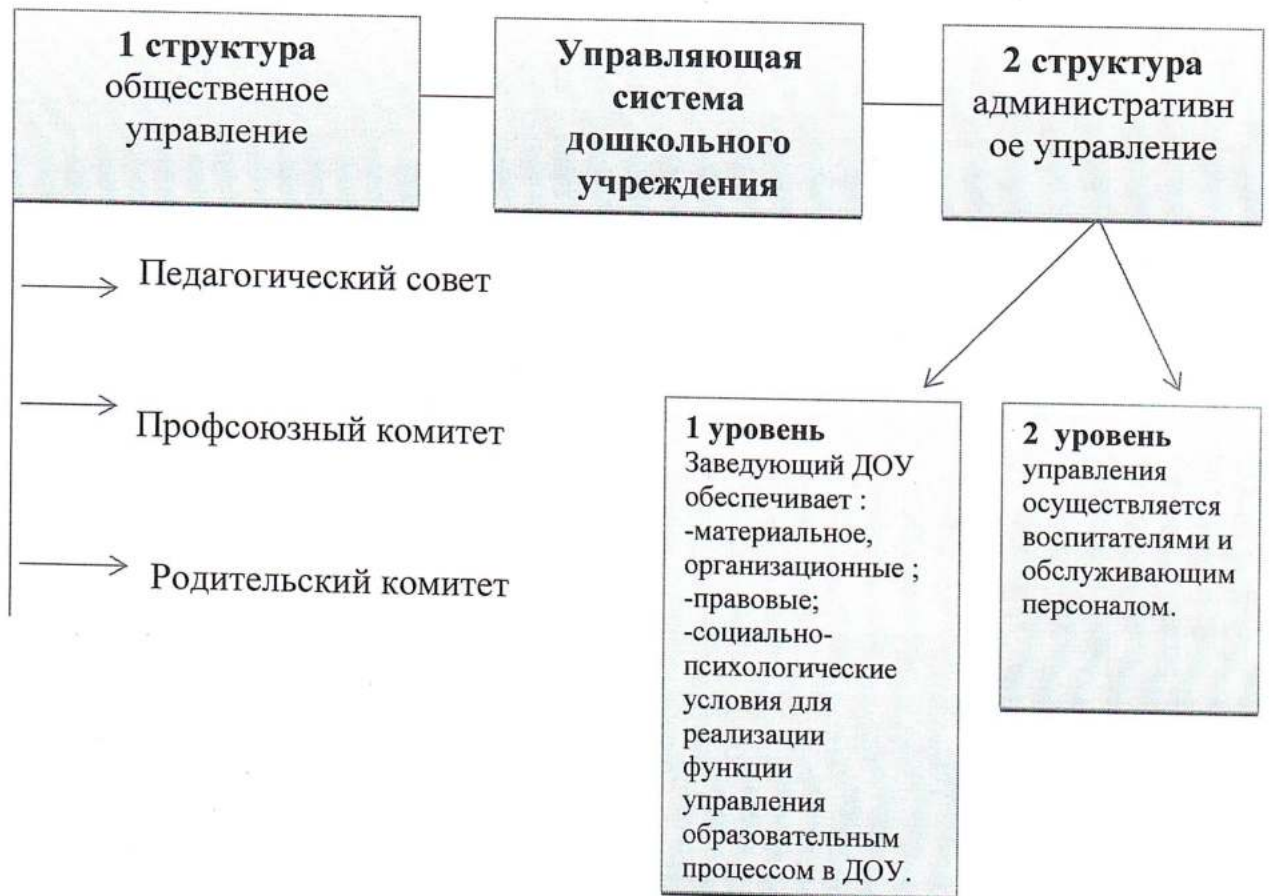 1 структура
общественное
управление
Управляющая
система
дошкольного
учреждения
2 структура
административн
ое управление
Педагогический совет
Профсоюзный комитет
Родительский комитет
1 уровень
Заведующий ДОУ
обеспечивает :
-материальное,
организационные ;
-правовые;
-социально-
психологические
условия для
реализации
функции
управления
образовательным
процессом в ДОУ.
2 уровень
управления
осуществляется
воспитателями и
обслуживающим
персоналом.